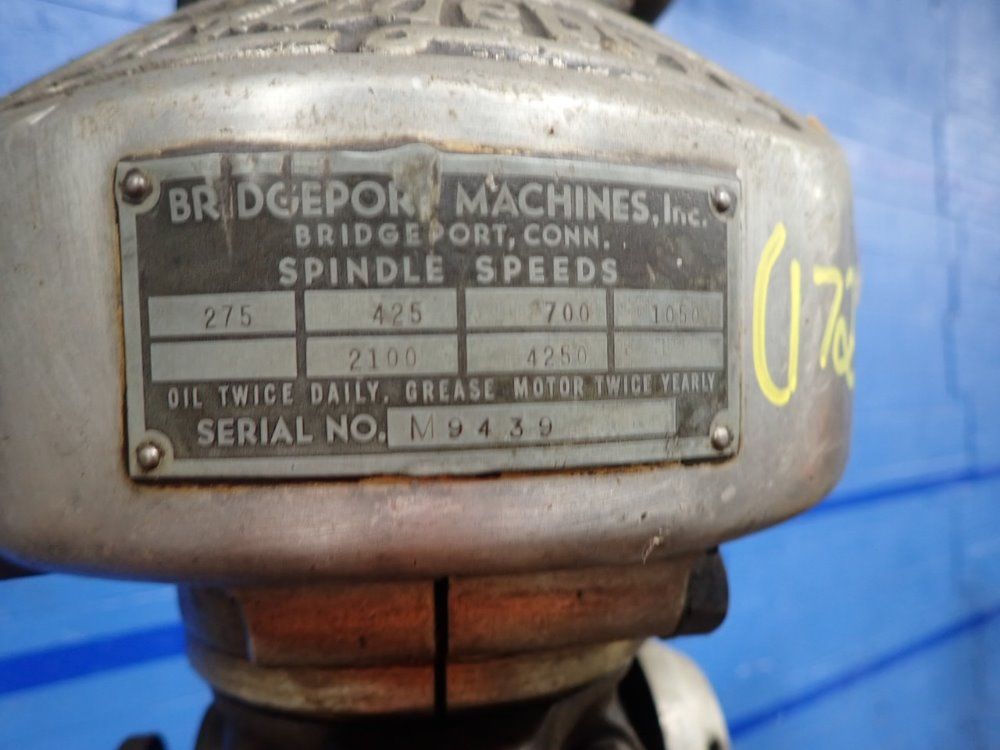 BRIDGEPORT MACHINES, Inc.
BRIDGEPORT, CONN.
SPINDLE SPEEDS
275 425 700 1050
2100 4250
OIL TWICE DAILY. GREASE MOTOR TWICE YEARLY
SERIAL NO. M9439